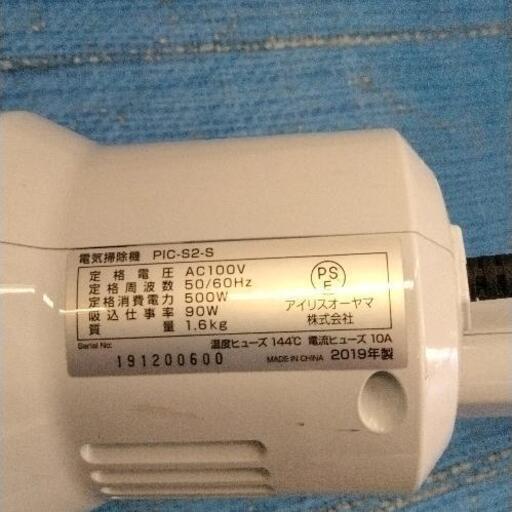 電気掃除機 PIC-S2-S
定格電圧 AC100V
定格周波数 50/60Hz
定格消費電力 500W
吸込仕事率 90W
質量 1.6kg
PS
E
アイリスオーヤマ
株式会社
Serial No:
191200600
温度ヒューズ 144℃ 電流ヒューズ 10A
MADE IN CHINA 2019年製